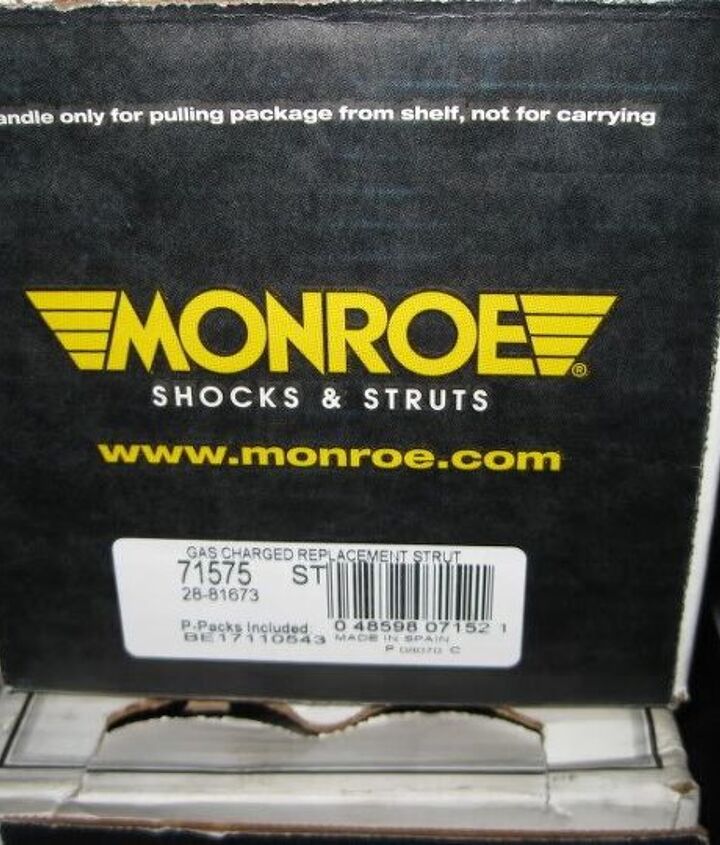 andle only for pulling package from shelf, not for carrying
MONROE®
SHOCKS & STRUTS
www.monroe.com
GAS CHARGED REPLACEMENT STRUT
71575 ST
28-81673
P-Packs Included
0 48598 07152 1
BE17110543 MADE IN SPAIN